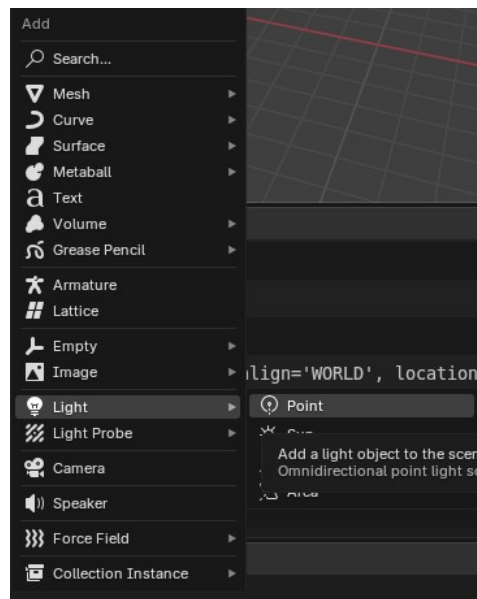 Add
Search...
Mesh
Curve
Surface
Metaball
Text
Volume
Grease Pencil
Armature
Lattice
Empty
Image
lign='WORLD', location
Light
Point
Light Probe
Add a light object to the scen
Omnidirectional point light s
Camera
Area
Speaker
Force Field
Collection Instance